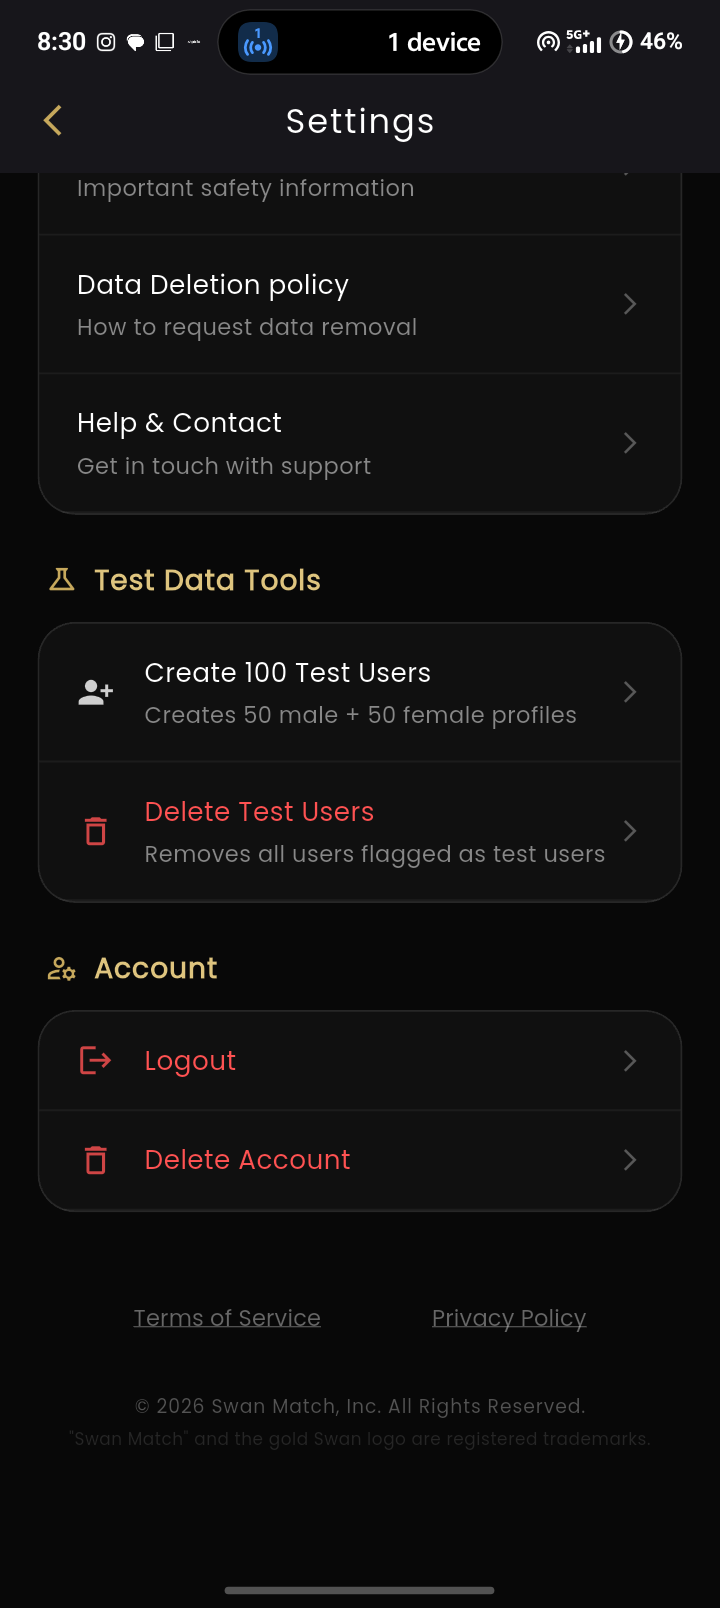 8:30
1
1 device
5G+
46%
Settings
Important safety information
Data Deletion policy
How to request data removal
Help & Contact
Get in touch with support
Test Data Tools
Create 100 Test Users
Creates 50 male + 50 female profiles
Delete Test Users
Removes all users flagged as test users
Account
Logout
Delete Account
Terms of Service
Privacy Policy
© 2026 Swan Match, Inc. All Rights Reserved.
"Swan Match" and the gold Swan logo are registered trademarks.